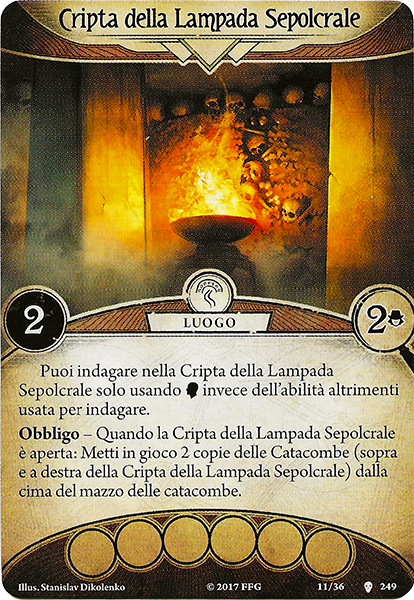 Cripta della Lampada Sepolcrale
2
LUOGO
2
Puoi indagare nella Cripta della Lampada
Sepolcrale solo usando invece dell'abilità altrimenti
usata per indagare.
Obbligo – Quando la Cripta della Lampada Sepolcrale
è aperta: Metti in gioco 2 copie delle Catacombe (sopra
e a destra della Cripta della Lampada Sepolcrale) dalla
cima del mazzo delle catacombe.
Illus. Stanislav Dikolenko
© 2017 FFG
11/36
249